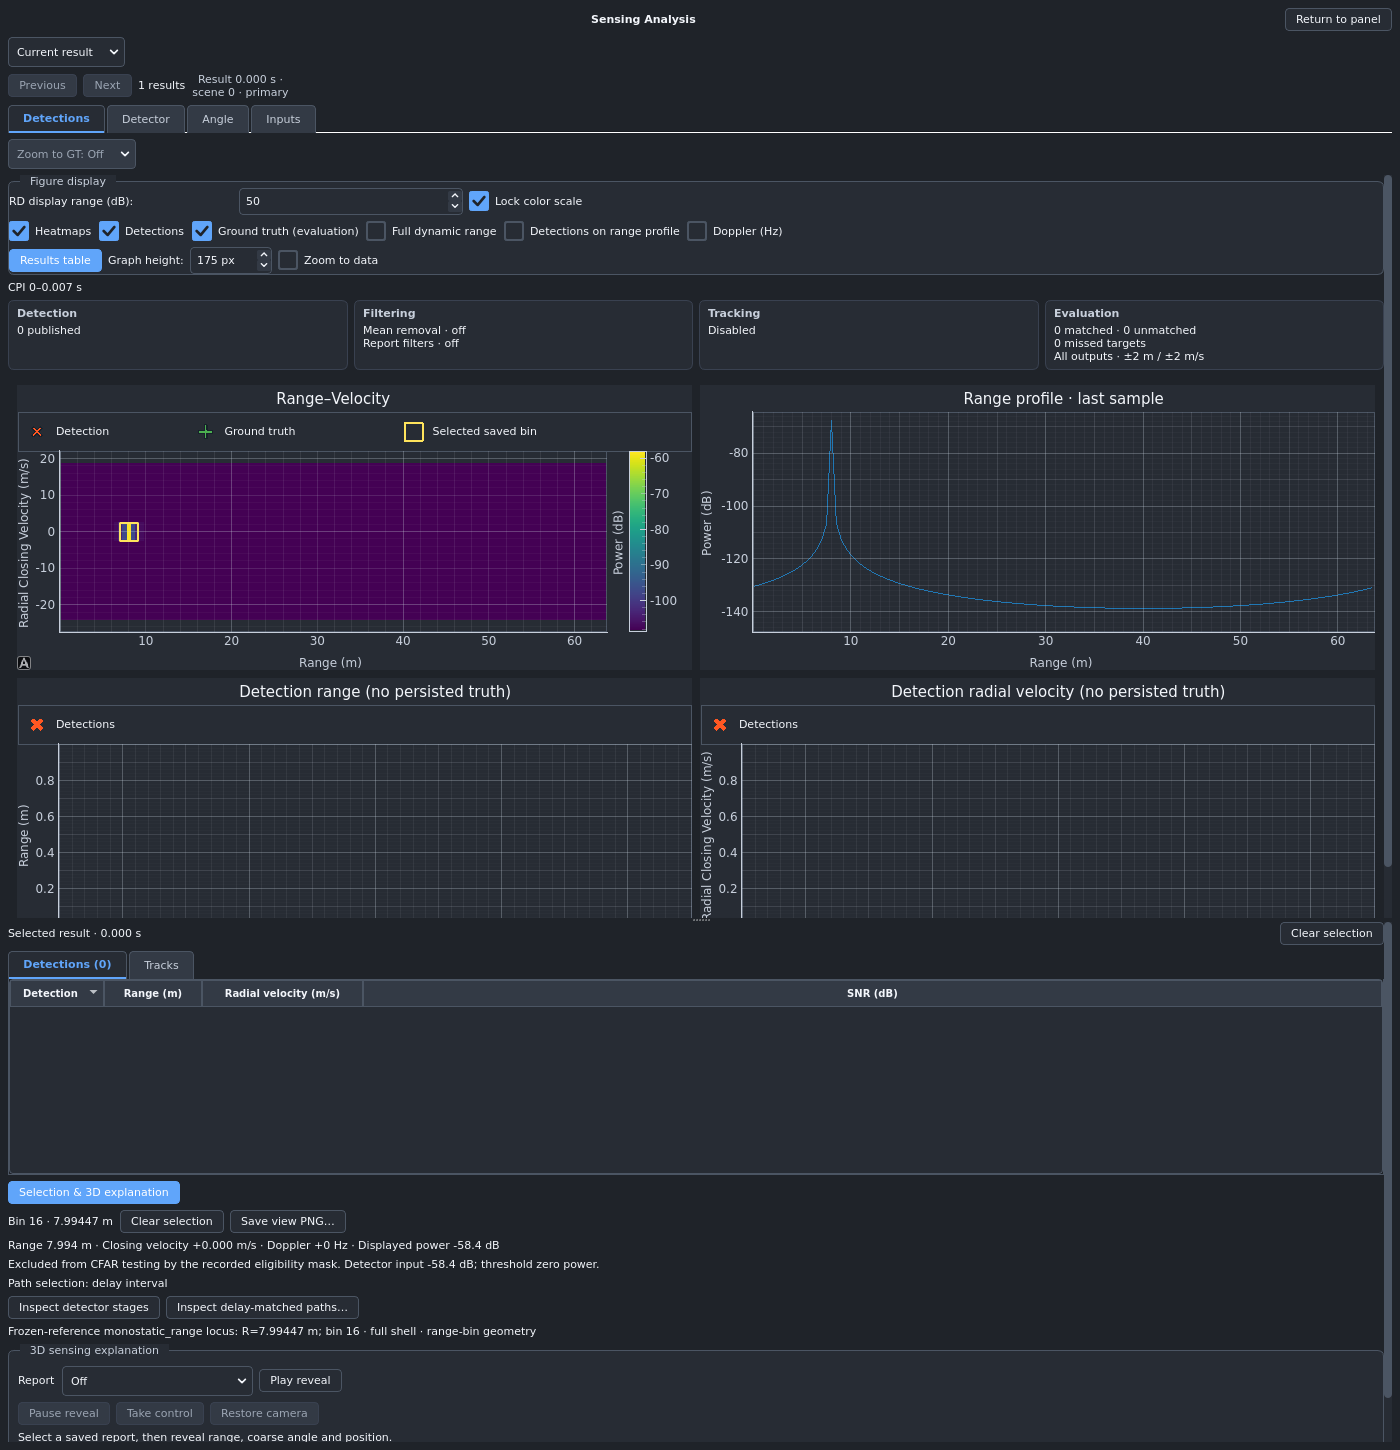 Sensing Analysis
Return to panel
Current result
Previous
Next
1 results
Result 0.000 s ·
scene 0 · primary
Detections
Detector
Angle
Inputs
Zoom to GT: Off
Figure display
RD display range (dB):
50
Lock color scale
Heatmaps
Detections
Ground truth (evaluation)
Full dynamic range
Detections on range profile
Doppler (Hz)
Results table
Graph height:
175 px
Zoom to data
CPI 0–0.007 s
Detection
0 published
Filtering
Mean removal · off
Report filters · off
Tracking
Disabled
Evaluation
0 matched · 0 unmatched
0 missed targets
All outputs · ±2 m / ±2 m/s
Range–Velocity
Detection
Ground truth
Selected saved bin
Radial Closing Velocity (m/s)
20
10
0
-10
-20
10
20
30
40
50
60
Range (m)
A
Power (dB)
-60
-70
-80
-90
-100
Range profile · last sample
Power (dB)
-80
-100
-120
-140
10
20
30
40
50
60
Range (m)
Detection range (no persisted truth)
Detections
Range (m)
0.8
0.6
0.4
0.2
Detection radial velocity (no persisted truth)
Detections
Radial Closing Velocity (m/s)
0.8
0.6
0.4
0.2
Selected result · 0.000 s
Clear selection
Detections (0)
Tracks
Detection
Range (m)
Radial velocity (m/s)
SNR (dB)
Selection & 3D explanation
Bin 16 · 7.99447 m
Clear selection
Save view PNG...
Range 7.994 m · Closing velocity +0.000 m/s · Doppler +0 Hz · Displayed power -58.4 dB
Excluded from CFAR testing by the recorded eligibility mask. Detector input -58.4 dB; threshold zero power.
Path selection: delay interval
Inspect detector stages
Inspect delay-matched paths...
Frozen-reference monostatic_range locus: R=7.99447 m; bin 16 · full shell · range-bin geometry
3D sensing explanation
Report
Off
Play reveal
Pause reveal
Take control
Restore camera
Select a saved report, then reveal range, coarse angle and position.